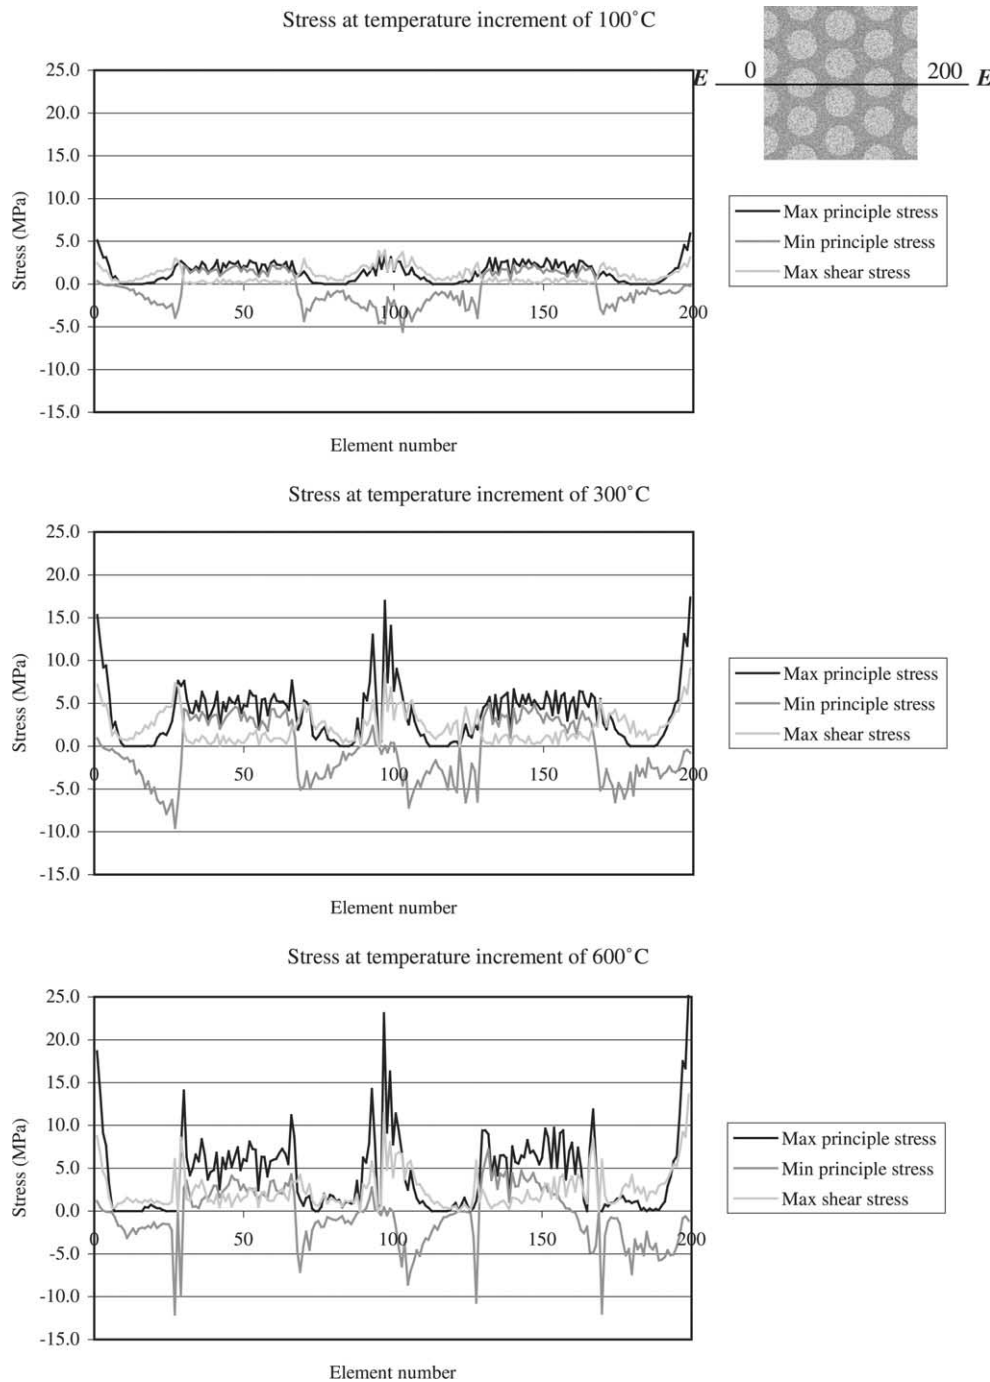 Stress at temperature increment of 100°C
25.0
20.0
15.0
10.0
5.0
0.0
-5.0
-10.0
-15.0
Stress (MPa)
0 50 100 150 200
Element number
E 0 200 E
Max principle stress
Min principle stress
Max shear stress
Stress at temperature increment of 300°C
25.0
20.0
15.0
10.0
5.0
0.0
-5.0
-10.0
-15.0
Stress (MPa)
0 50 100 150 200
Element number
Max principle stress
Min principle stress
Max shear stress
Stress at temperature increment of 600°C
25.0
20.0
15.0
10.0
5.0
0.0
-5.0
-10.0
-15.0
Stress (MPa)
0 50 100 150 200
Element number
Max principle stress
Min principle stress
Max shear stress